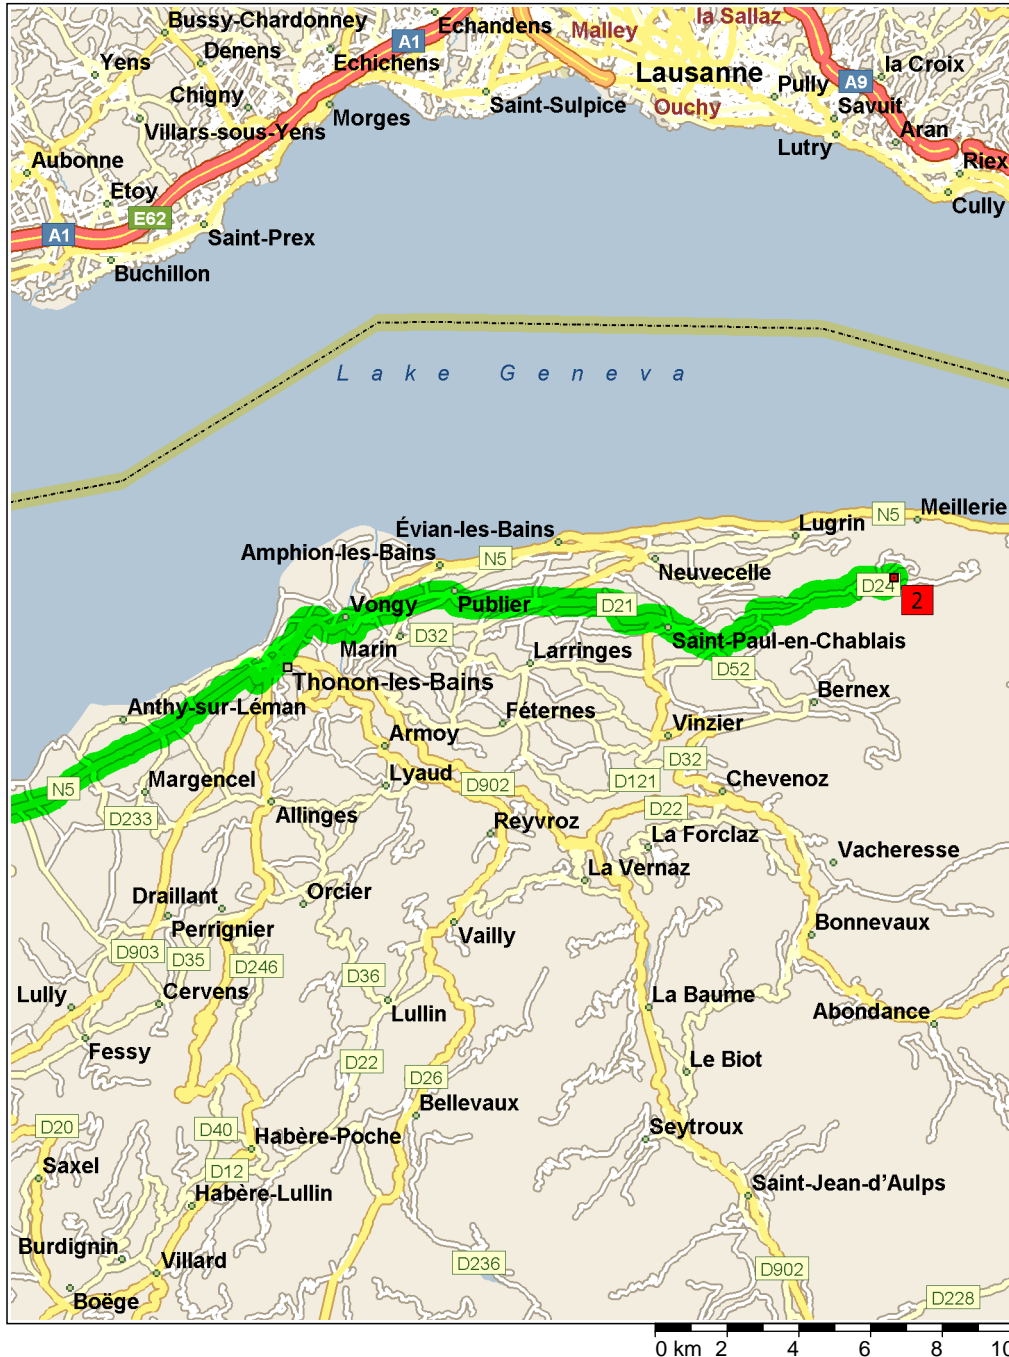 Bussy-Chardonney
Echandens
la Sallaz
Malley
A1
Denens
Yens
Echichens
Lausanne
la Croix
Pully
A9
Chigny
Saint-Sulpice
Ouchy
Savuit
Morges
Villars-sous-Yens
Aran
Lutry
Aubonne
Riex
Etoy
Cully
E62
A1
Saint-Prex
Buchillon
Lake Geneva
Meillerie
N5
Lugrin
Évian-les-Bains
Amphion-les-Bains
N5
Neuvecelle
D24
2
Vongy
Publier
D21
D32
Saint-Paul-en-Chablais
Marin
Larringes
D52
Thonon-les-Bains
Bernex
Anthy-sur-Léman
Féternes
Vinzier
Armoy
D32
Lyaud
Margencel
D902
D121
Chevenoz
N5
D22
D233
Allinges
Reyvroz
La Forclaz
Vacheresse
La Vernaz
Orcier
Draillant
Perrignier
Vailly
Bonnevaux
D903
D35
D246
D36
Cervens
Lully
La Baume
Lullin
Abondance
Fessy
Le Biot
D22
D26
Bellevaux
D20
D40
Habère-Poche
Seytroux
Saxel
D12
Habère-Lullin
Saint-Jean-d'Aulps
Burdignin
Villard
D236
D902
Boëge
D228
0 km 2 4 6 8 10